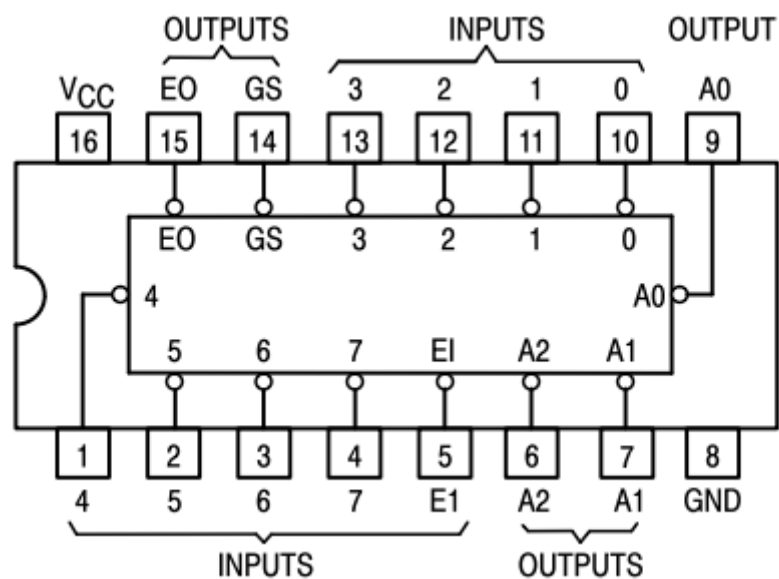 OUTPUTS INPUTS OUTPUT
VCC EO GS 3 2 1 0 A0
16 15 14 13 12 11 10 9
EO GS 3 2 1 0
4 A0
5 6 7 EI A2 A1
1 2 3 4 5 6 7 8
4 5 6 7 E1 A2 A1 GND
INPUTS OUTPUTS